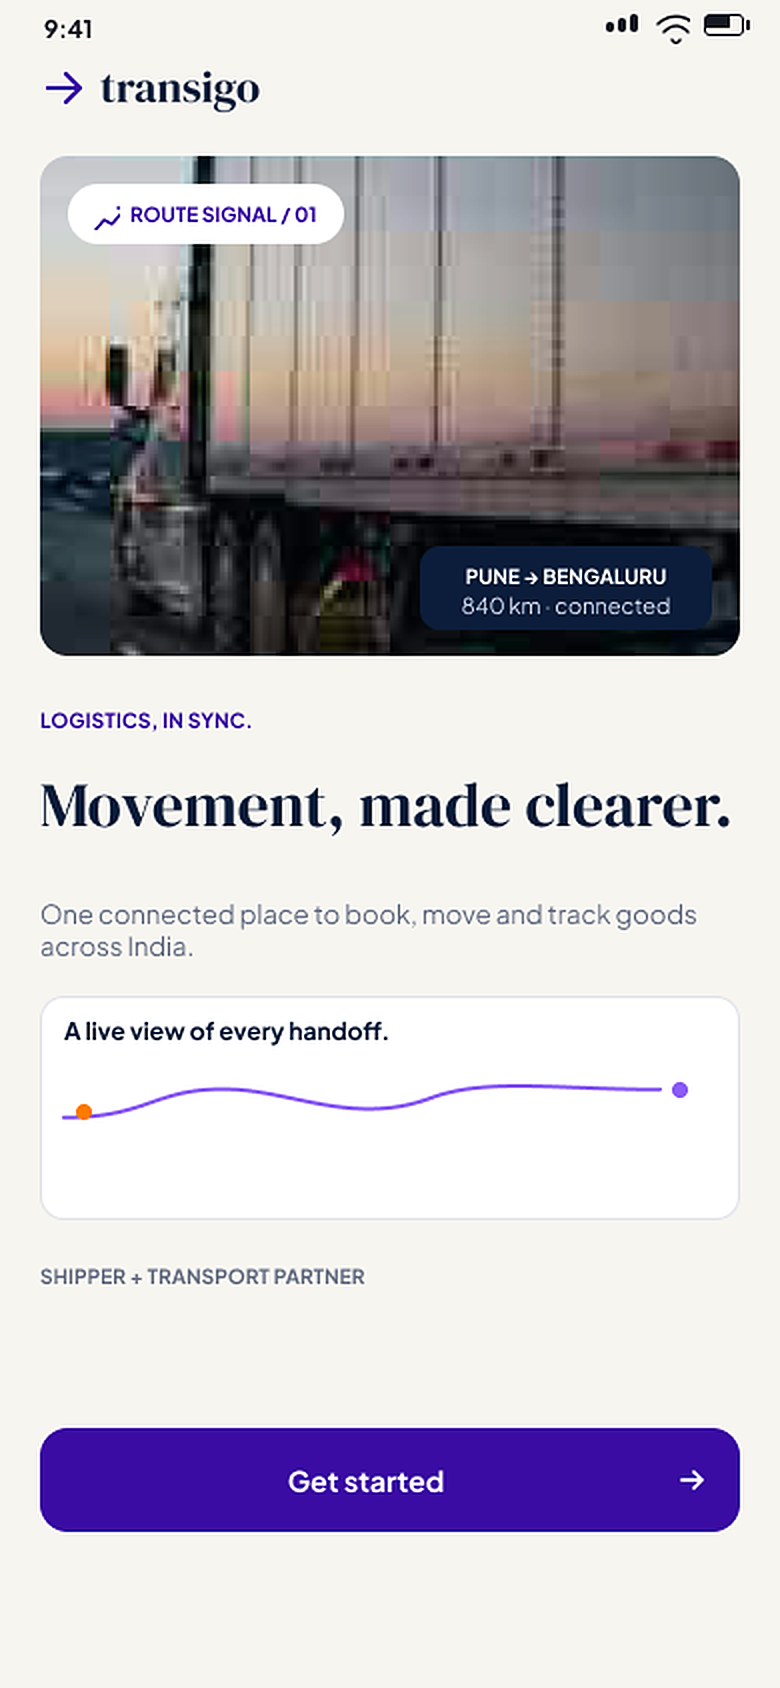 9:41
transigo
ROUTE SIGNAL / 01
PUNE → BENGALURU
840 km · connected
LOGISTICS, IN SYNC.
Movement, made clearer.
One connected place to book, move and track goods
across India.
A live view of every handoff.
SHIPPER + TRANSPORT PARTNER
Get started →